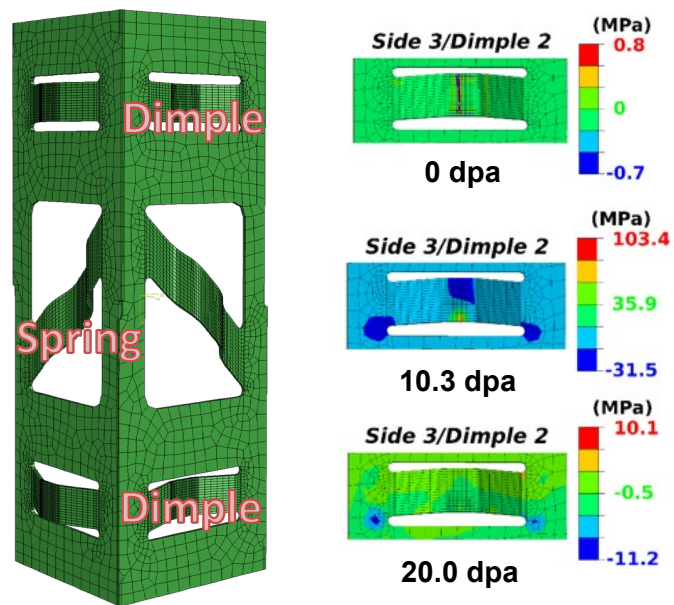 Dimple
Spring
Dimple
(MPa)
Side 3/Dimple 2
0.8
0
-0.7
0 dpa
(MPa)
Side 3/Dimple 2
103.4
35.9
-31.5
10.3 dpa
(MPa)
Side 3/Dimple 2
10.1
-0.5
-11.2
20.0 dpa